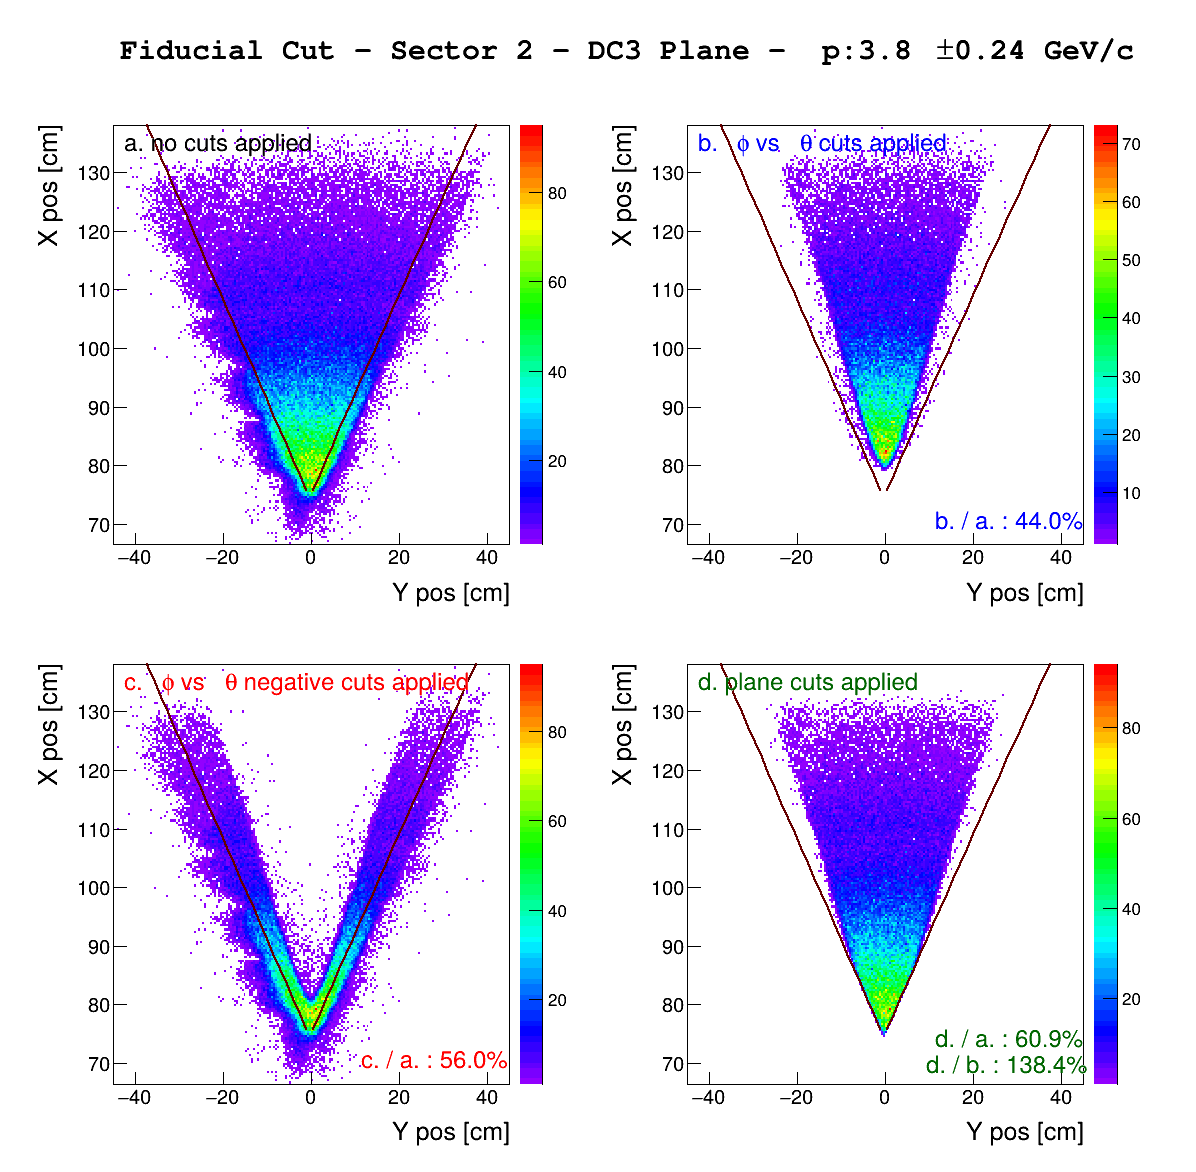 Fiducial Cut – Sector 2 – DC3 Plane – p:3.8 ±0.24 GeV/c
X pos [cm]
a. no cuts applied
130
120
110
100
90
80
70
−40 −20 0 20 40
Y pos [cm]
80
60
40
20
X pos [cm]
b. ϕ vs θ cuts applied
130
120
110
100
90
80
70
b. / a. : 44.0%
−40 −20 0 20 40
Y pos [cm]
70
60
50
40
30
20
10
X pos [cm]
c. ϕ vs θ negative cuts applied
130
120
110
100
90
80
70
c. / a. : 56.0%
−40 −20 0 20 40
Y pos [cm]
80
60
40
20
X pos [cm]
d. plane cuts applied
130
120
110
100
90
80
70
d. / a. : 60.9%
d. / b. : 138.4%
−40 −20 0 20 40
Y pos [cm]
80
60
40
20